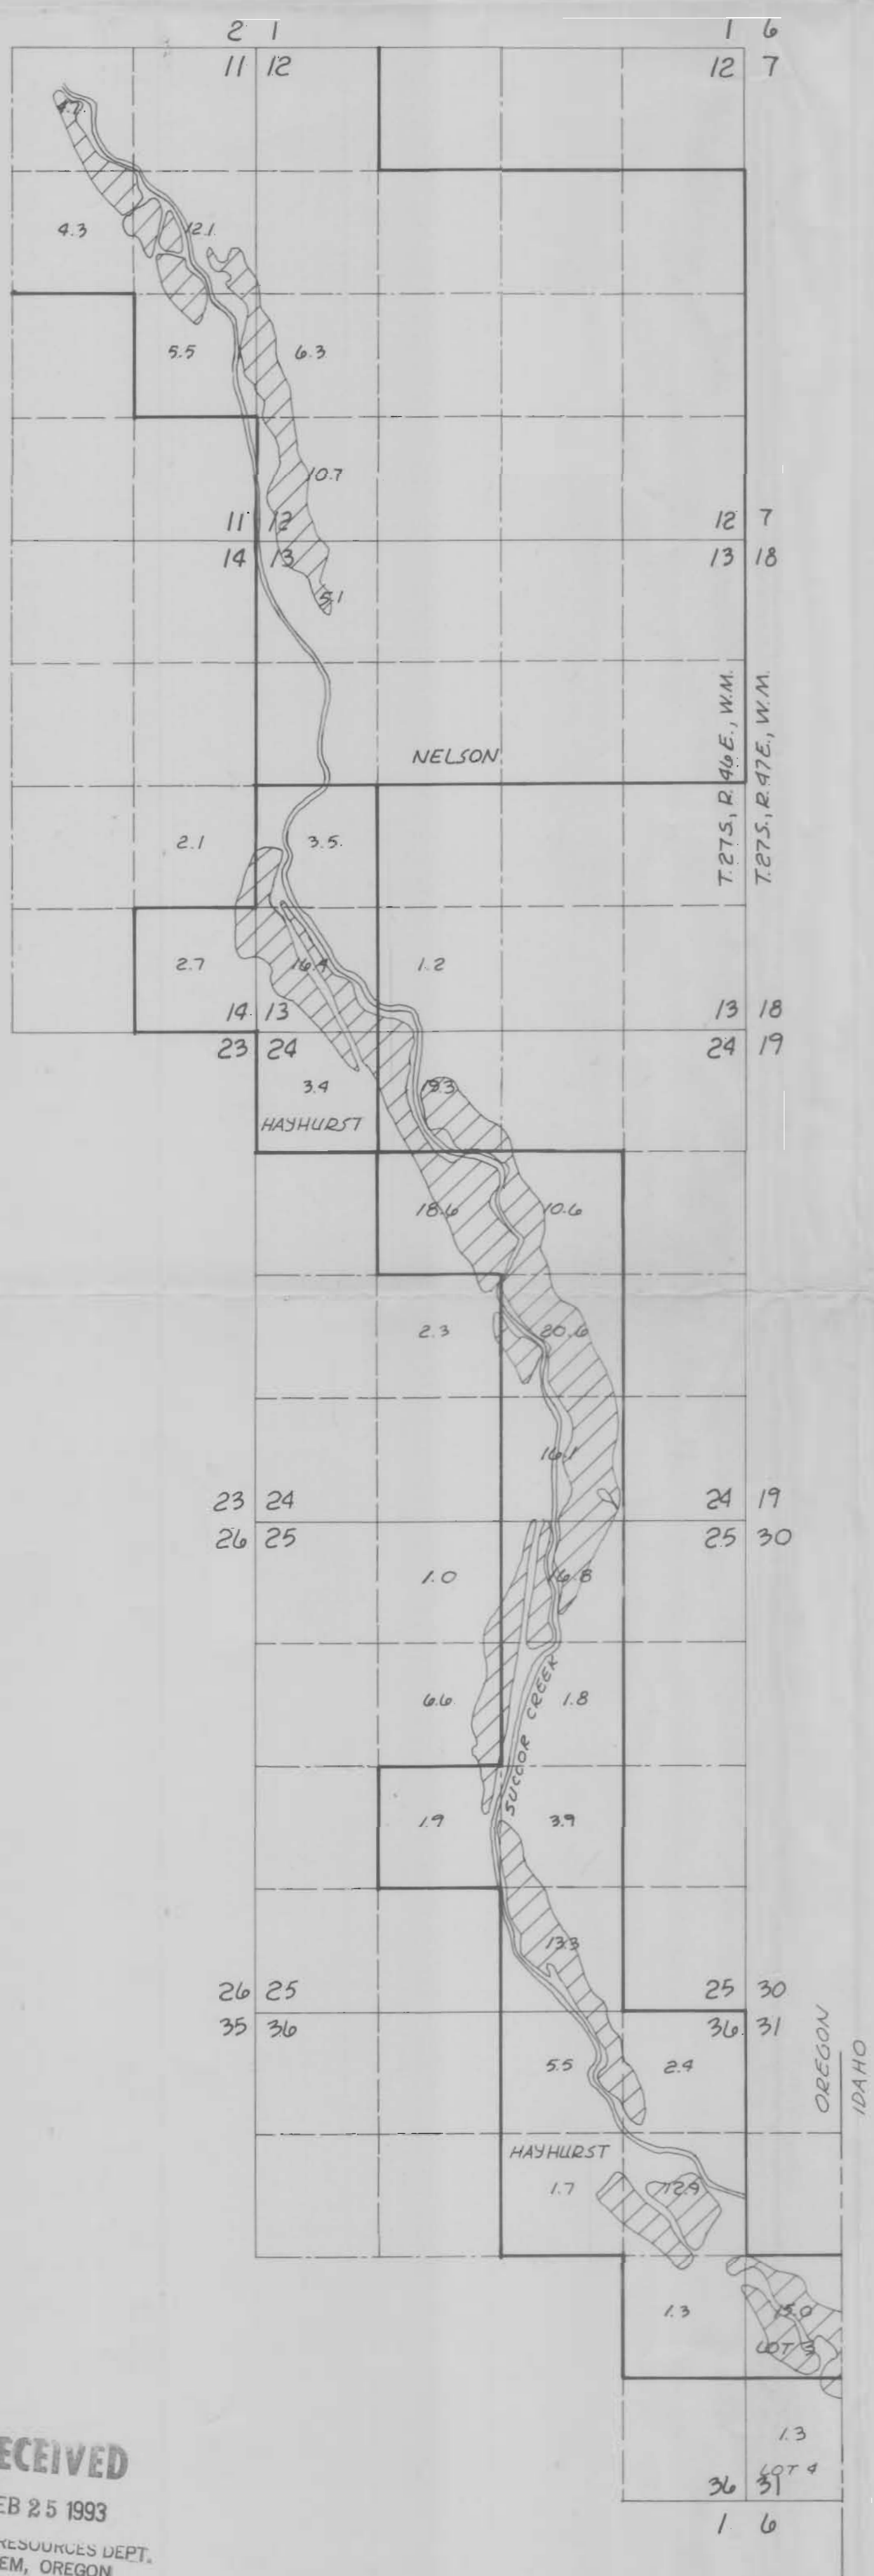 2 1 1 6
11 12 12 7
4.2
4.3 12.1
5.5 6.3
10.7
11 12 12 7
14 13 13 18
5.1
T.27S., R.46E., W.M.
T.27S., R.47E., W.M.
NELSON
2.1 3.5
2.7 16.4 1.2
14 13 13 18
23 24 24 19
3.4 19.3
HAYHURST
18.6 10.6
2.3 20.6
16.1
23 24 24 19
26 25 25 30
1.0 16.8
6.6 1.8
SUCCOR CREEK
1.9 3.9
13.3
26 25 25 30
35 36 36 31
OREGON
IDAHO
5.5 2.4
HAYHURST
1.7 12.9
1.3 15.0
LOT 3
1.3
LOT 4
36 31
1 6
ECEIVED
EB 25 1993
RESOURCES DEPT.
EM, OREGON